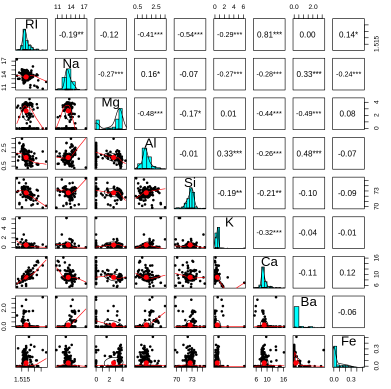 11 14 17 0.5 2.5 0 2 4 6 0.0 2.0
RI -0.19** -0.12 -0.41*** -0.54*** -0.29*** 0.81*** 0.00 0.14* 1.515
11 14 17 Na -0.27*** 0.16* -0.07 -0.27*** -0.28*** 0.33*** -0.24***
Mg -0.48*** -0.17* 0.01 -0.44*** -0.49*** 0.08 0 2 4
0.5 2.5 Al -0.01 0.33*** -0.26*** 0.48*** -0.07
Si -0.19** -0.21** -0.10 -0.09 70 73
0 2 4 6 K -0.32*** -0.04 -0.01
Ca -0.11 0.12 6 10 16
0.0 2.0 Ba -0.06
Fe 0.0 0.3
1.515 0 2 4 70 73 6 10 16 0.0 0.3